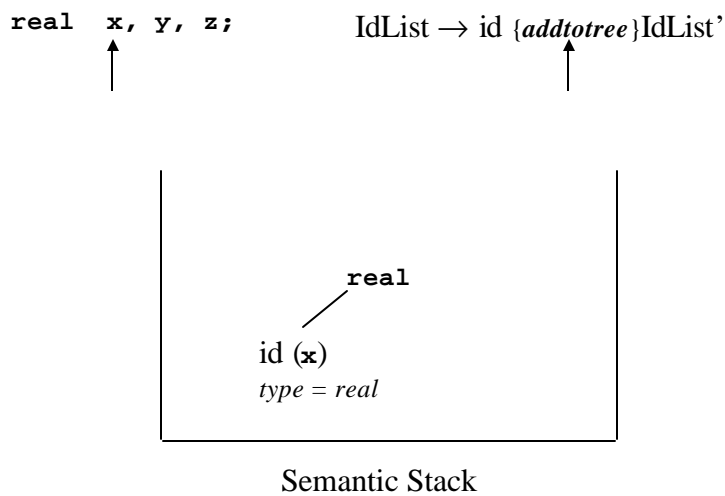 real x, y, z;
IdList → id {addtotree}IdList’
real
id (x)
type = real
Semantic Stack